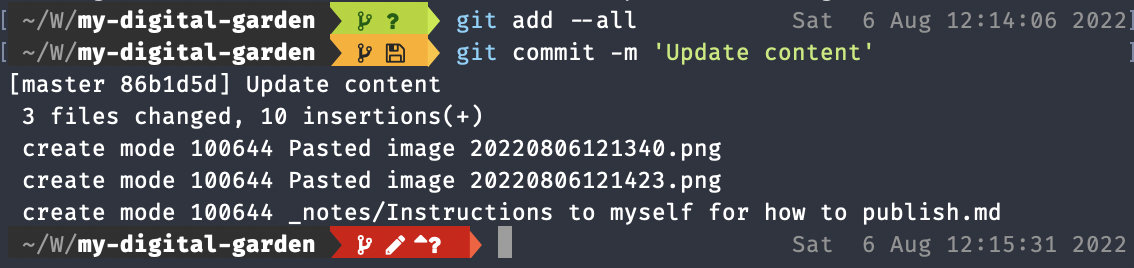 ~/W/my-digital-garden ? git add --all Sat 6 Aug 12:14:06 2022
~/W/my-digital-garden git commit -m 'Update content'
[master 86b1d5d] Update content
3 files changed, 10 insertions(+)
create mode 100644 Pasted image 20220806121340.png
create mode 100644 Pasted image 20220806121423.png
create mode 100644 _notes/Instructions to myself for how to publish.md
~/W/my-digital-garden ? Sat 6 Aug 12:15:31 2022